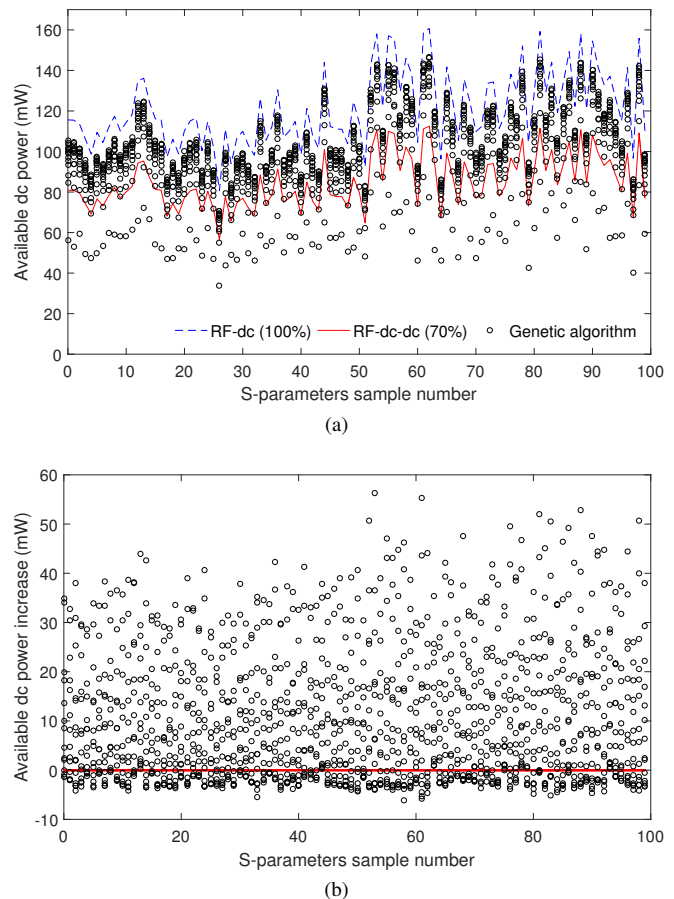 160
140
120
100
80
60
40
20
0
Available dc power (mW)
RF-dc (100%) RF-dc-dc (70%) Genetic algorithm
0 10 20 30 40 50 60 70 80 90 100
S-parameters sample number
(a)
60
50
40
30
20
10
0
-10
Available dc power increase (mW)
0 20 40 60 80 100
S-parameters sample number
(b)